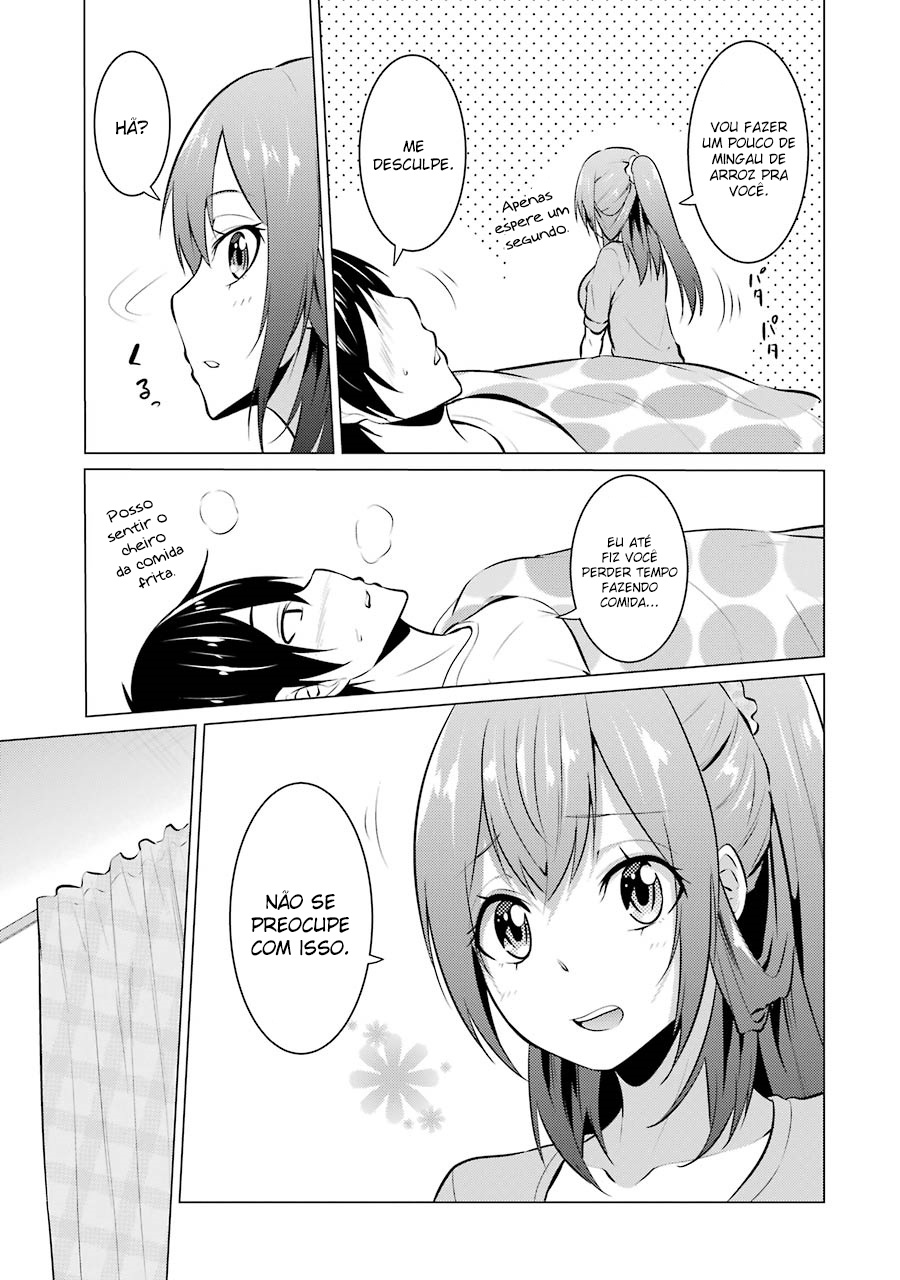 VOU FAZER
UM POUCO DE
MINGAU DE
ARROZ PRA
VOCÊ.
Apenas
espere um
segundo.
パタ
パタ
ME
DESCULPE.
HÃ?
くるっ
EU ATÉ
FIZ VOCÊ
PERDER TEMPO
FAZENDO
COMIDA...
Posso
sentir o
cheiro
da comida
frita.
NÃO SE
PREOCUPE
COM ISSO.